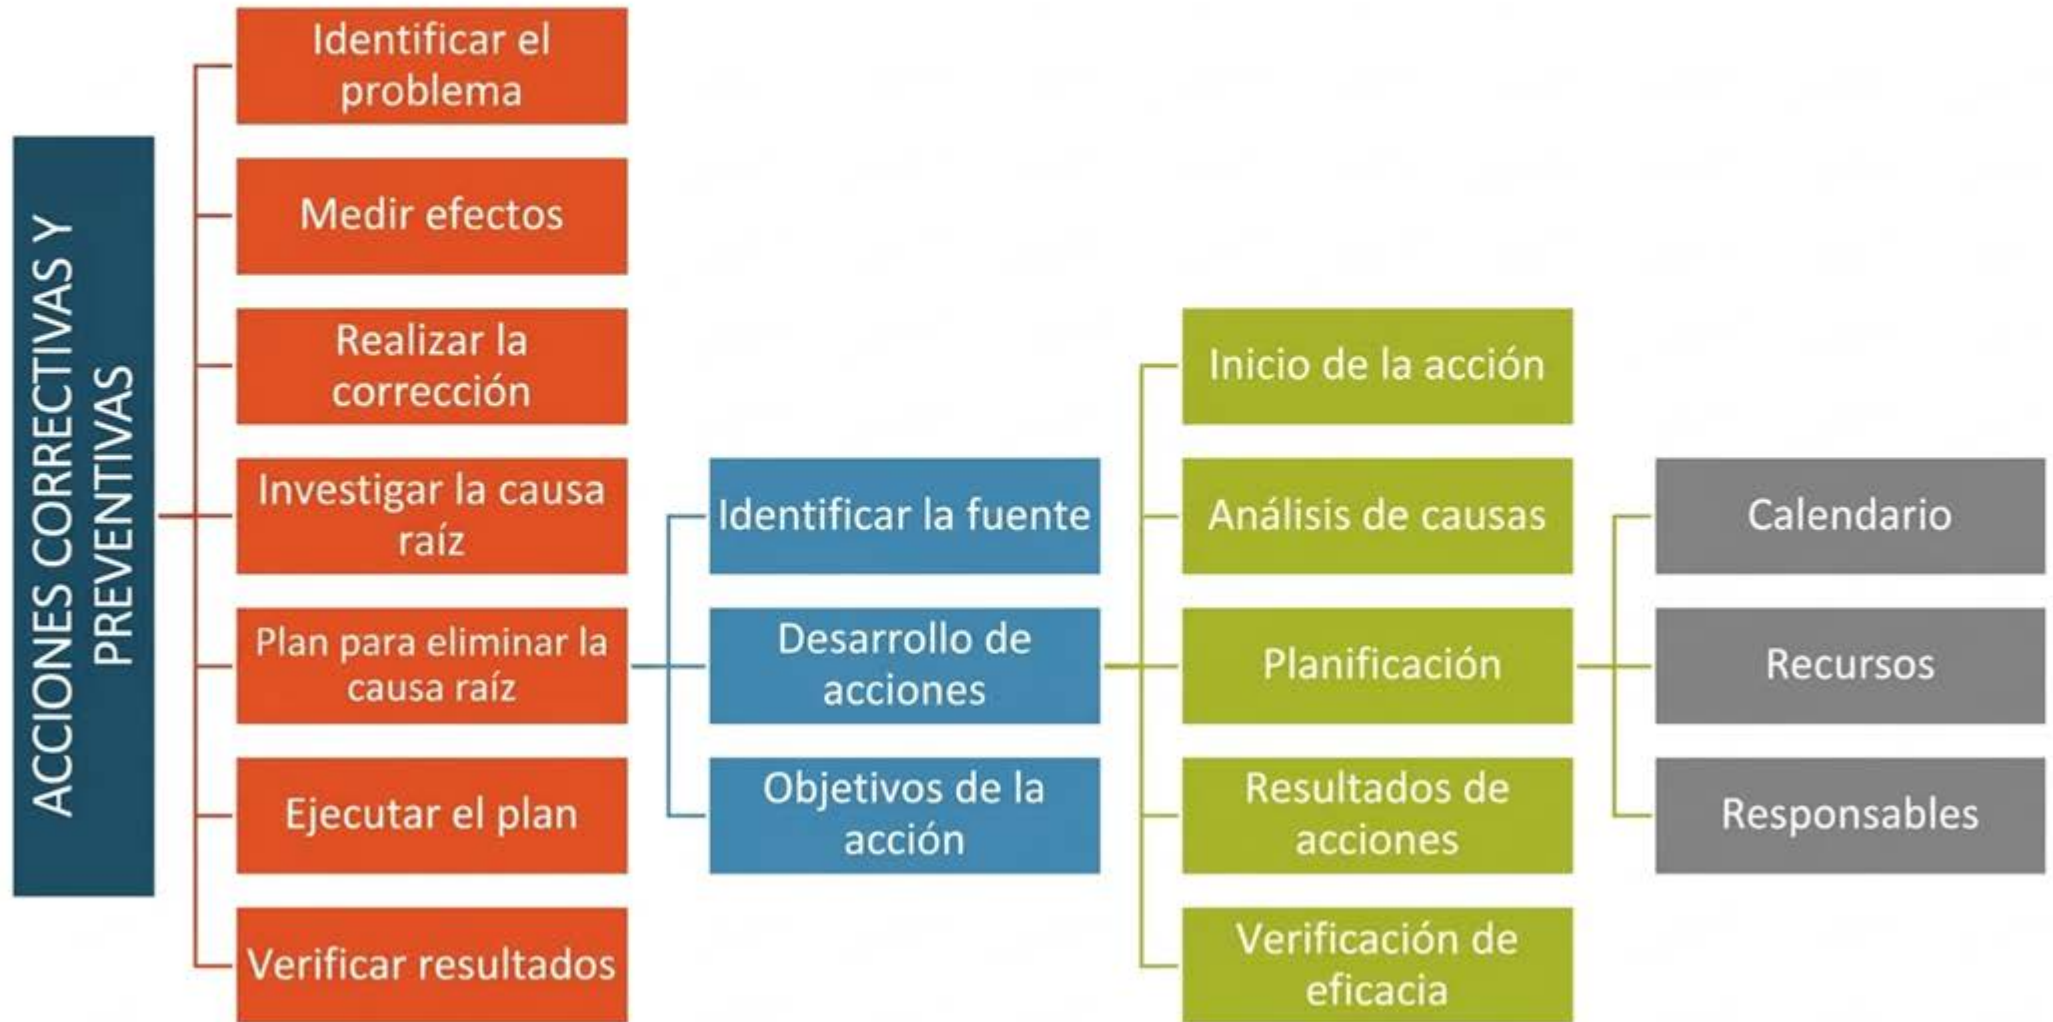 ACCIONES CORRECTIVAS Y
PREVENTIVAS
Identificar el
problema
Medir efectos
Realizar la
corrección
Investigar la causa
raíz
Plan para eliminar la
causa raíz
Ejecutar el plan
Verificar resultados
Identificar la fuente
Desarrollo de
acciones
Objetivos de la
acción
Inicio de la acción
Análisis de causas
Planificación
Resultados de
acciones
Verificación de
eficacia
Calendario
Recursos
Responsables